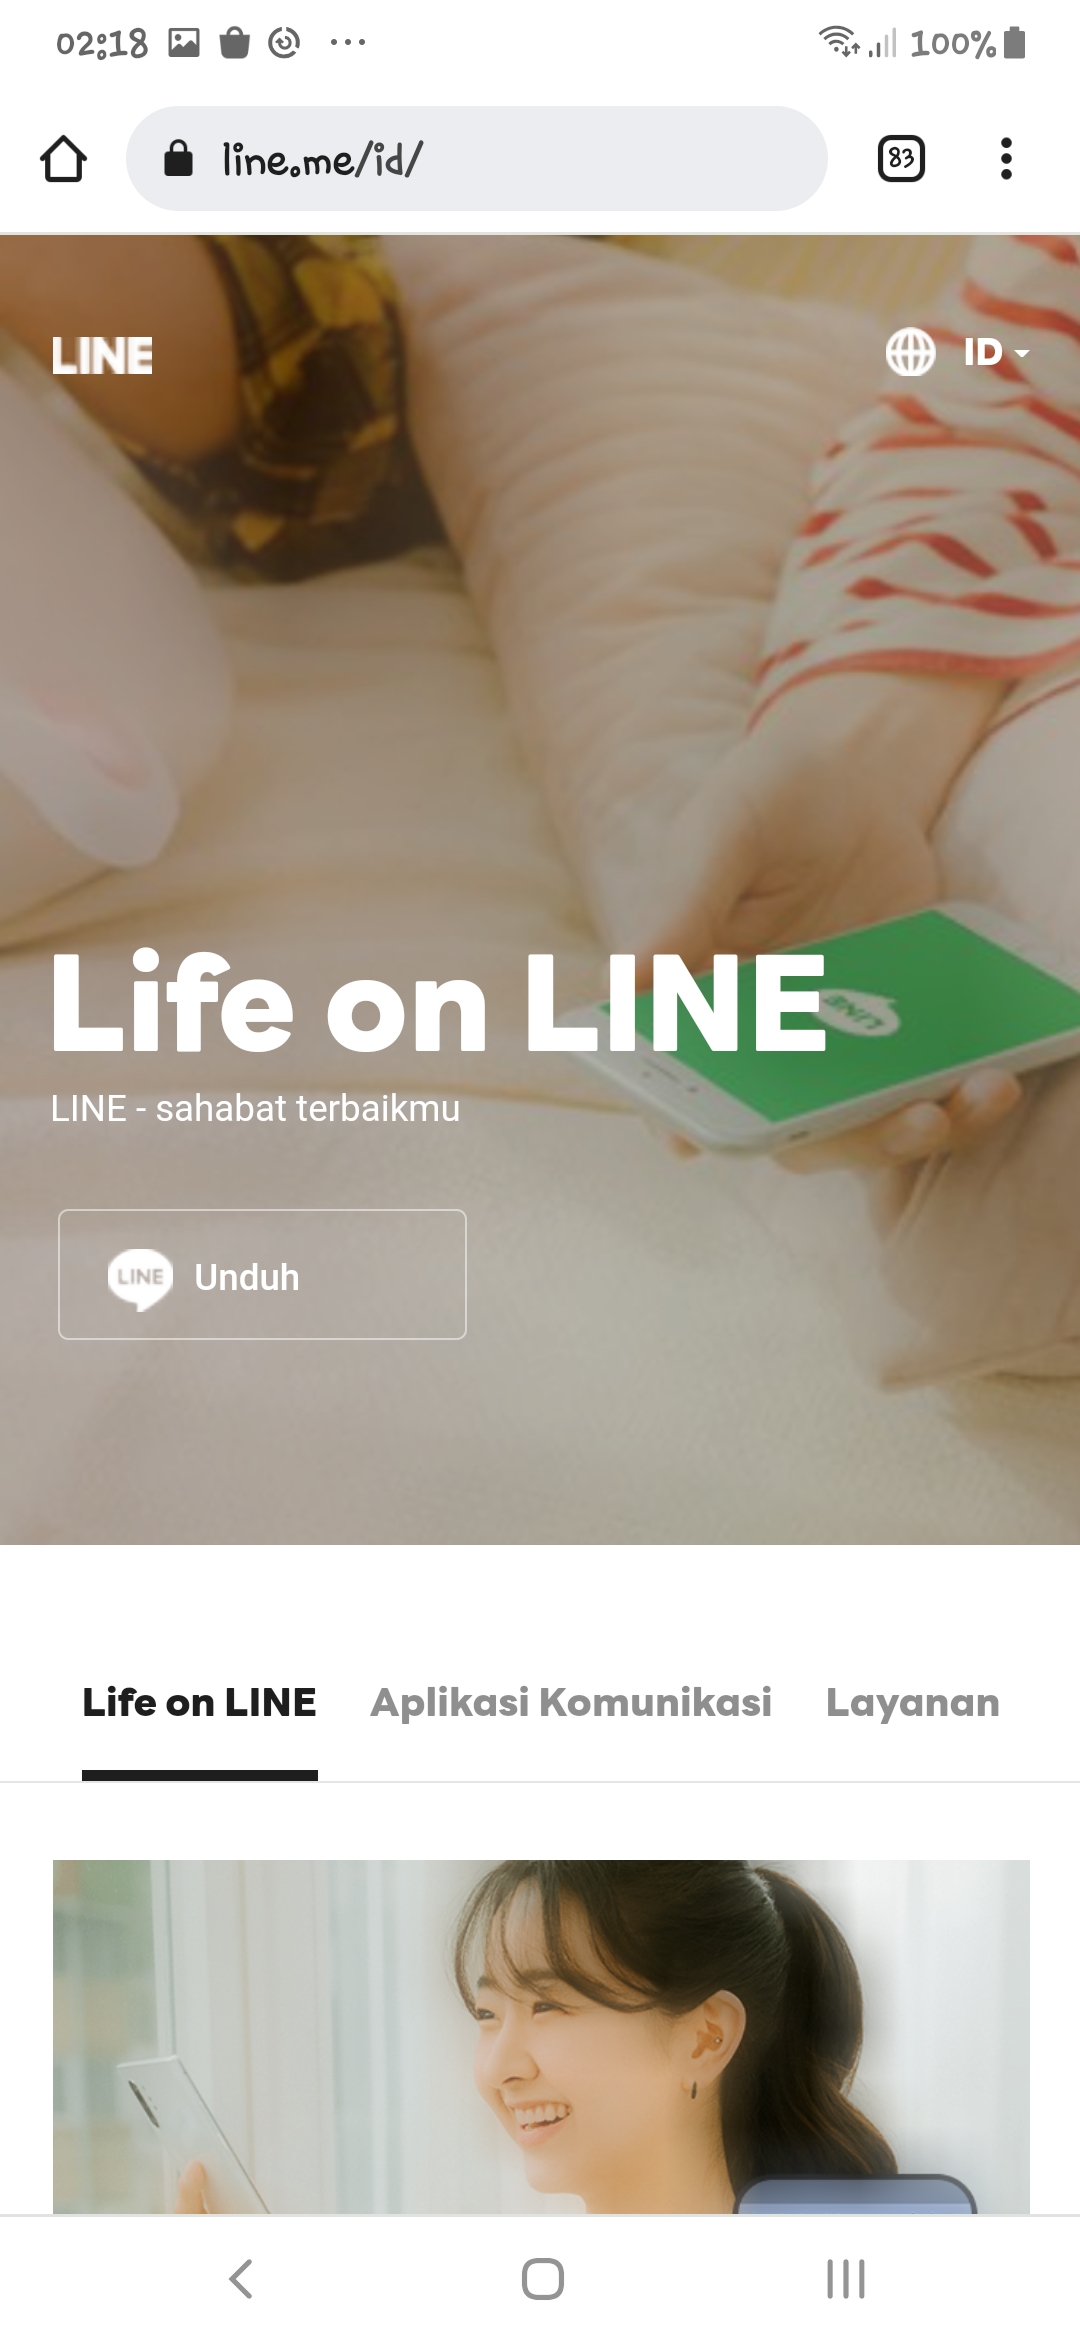 02:18
100%
line.me/id/
83
LINE
ID
Life on LINE
LINE - sahabat terbaikmu
LINE
LINE Unduh
Life on LINE Aplikasi Komunikasi Layanan